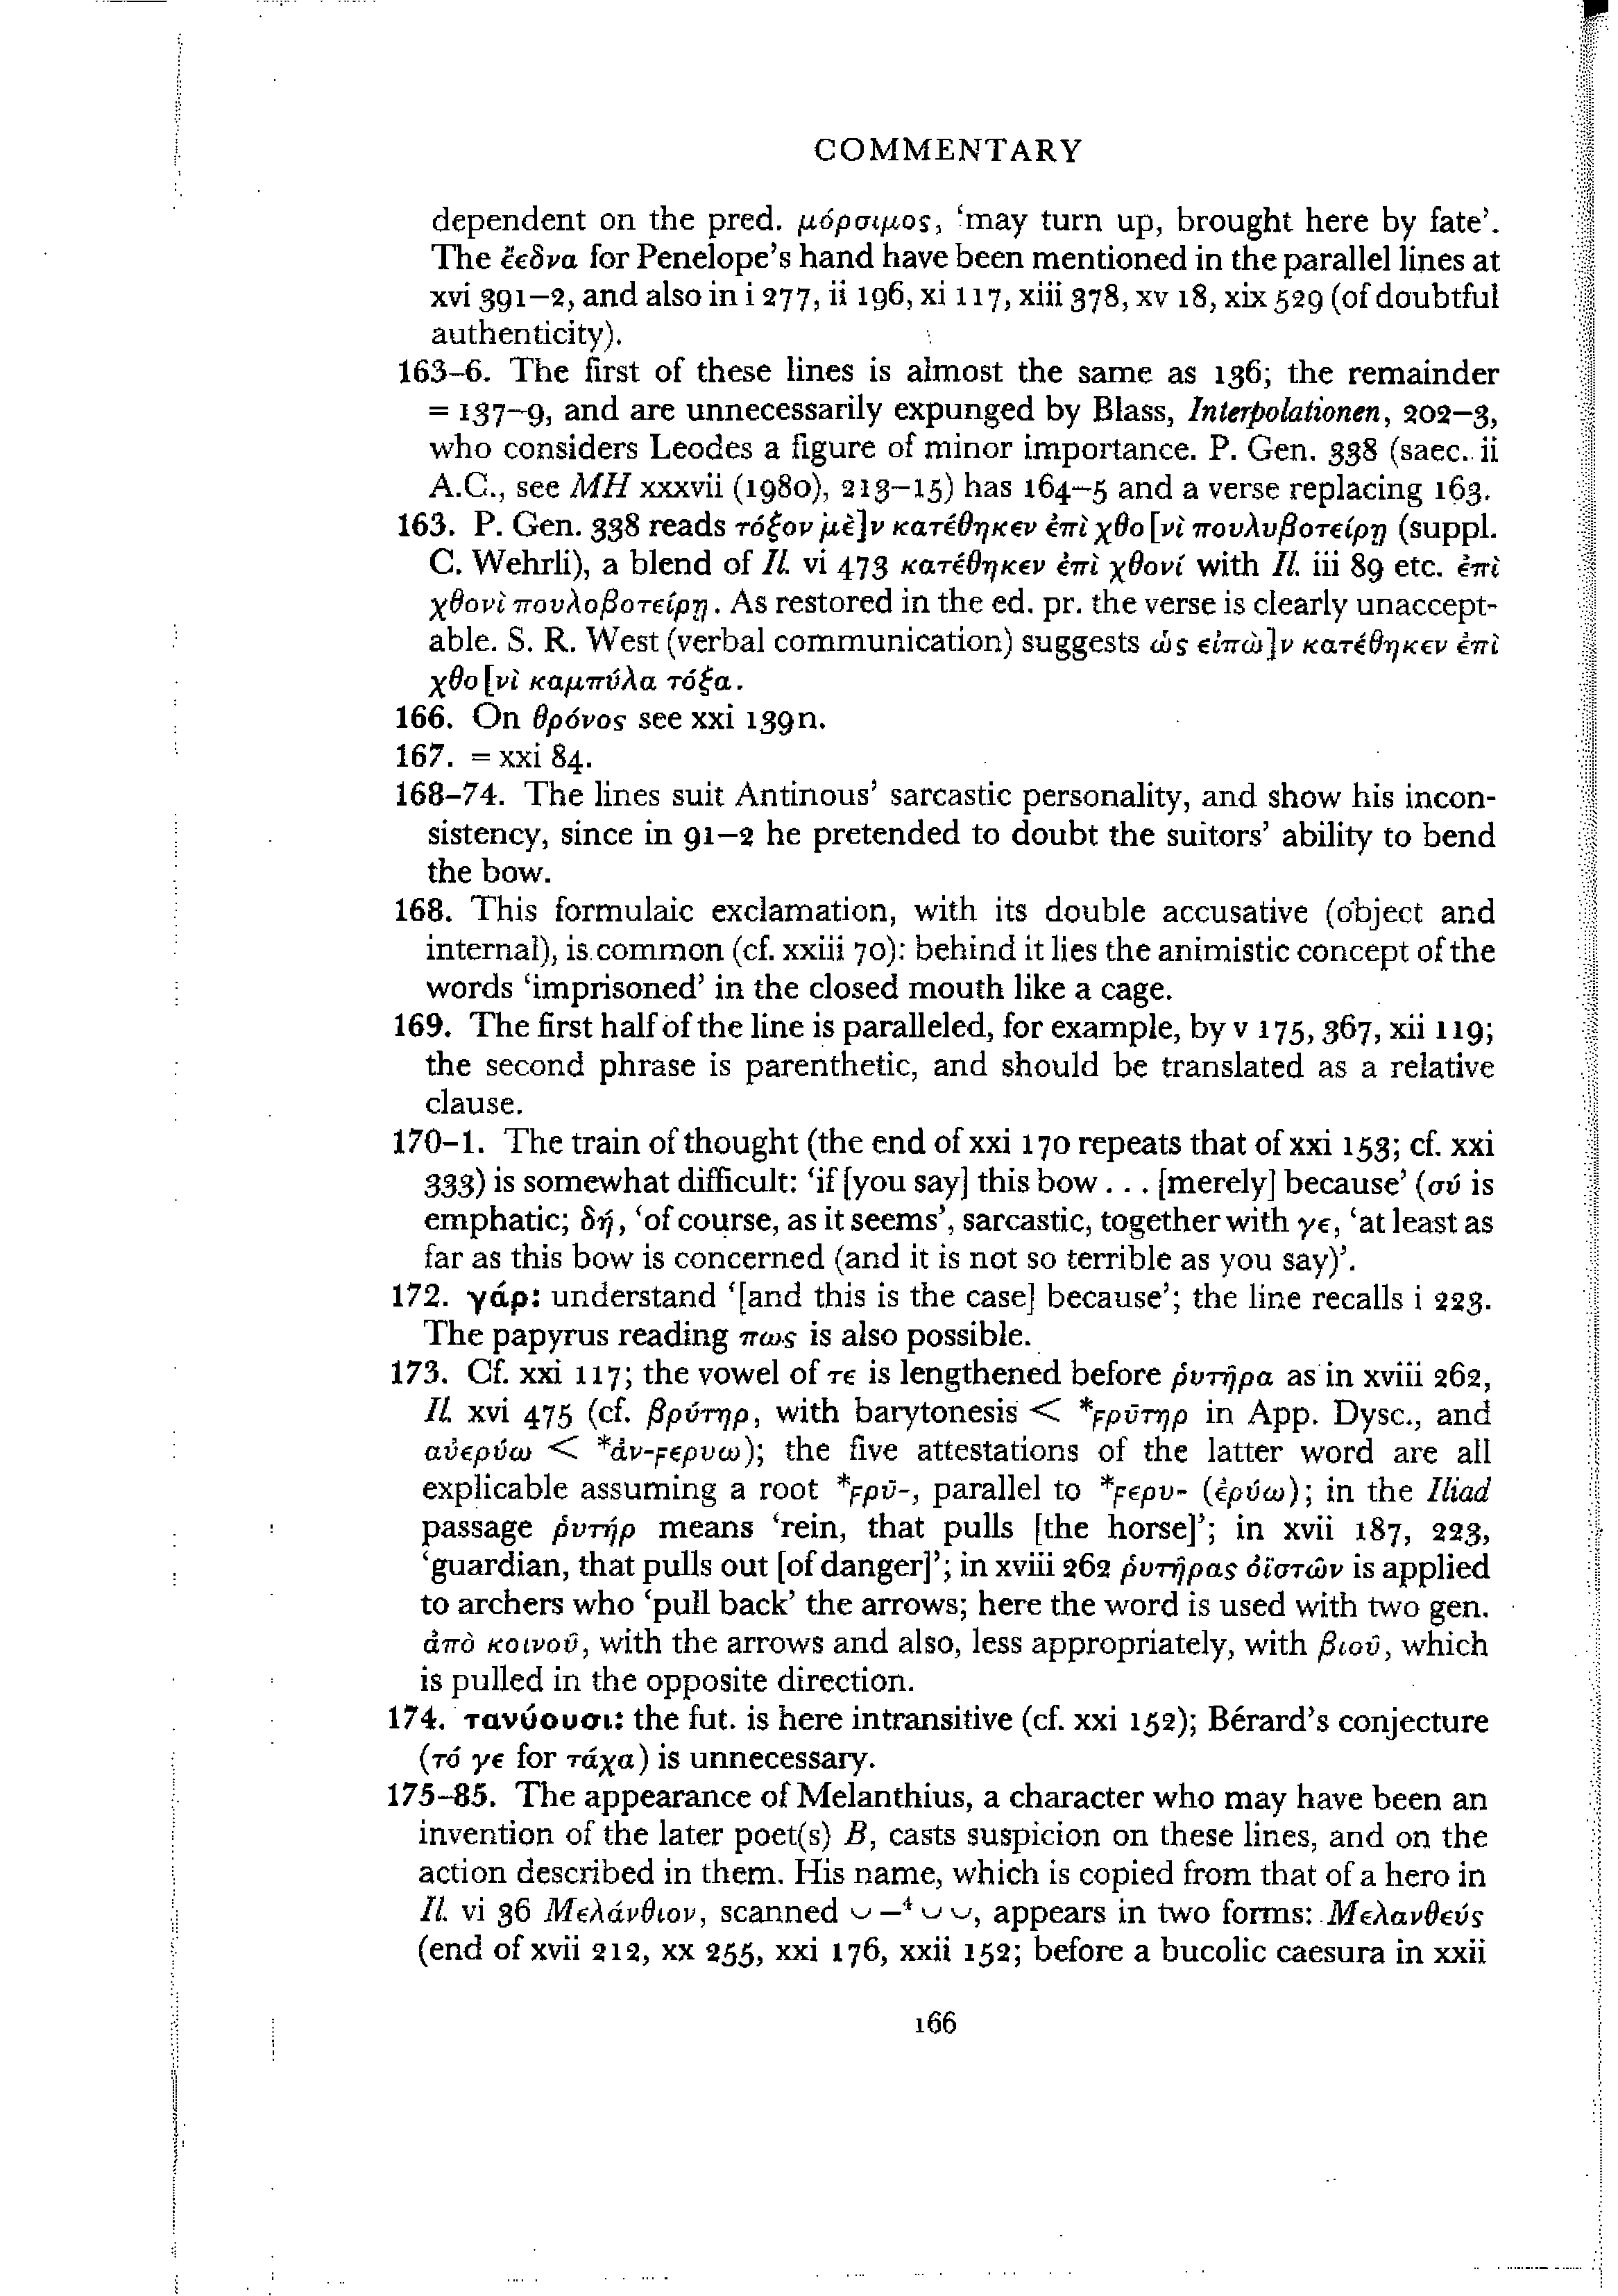 COMMENTARY
dependent on the pred. μόρσιμος, ‘may turn up, brought here by fate’.
The ἔεδνα for Penelope’s hand have been mentioned in the parallel lines at
xvi 391–2, and also in i 277, ii 196, xi 117, xiii 378, xv 18, xix 529 (of doubtful
authenticity).
163–6. The first of these lines is almost the same as 136; the remainder
= 137–9, and are unnecessarily expunged by Blass, Interpolationen, 202–3,
who considers Leodes a figure of minor importance. P. Gen. 338 (saec. ii
A.C., see MH xxxvii (1980), 213–15) has 164–5 and a verse replacing 163.
163. P. Gen. 338 reads τόξον μὲ]ν κατέθηκεν ἐπὶ χθο[νὶ πουλυβοτείρῃ (suppl.
C. Wehrli), a blend of Il. vi 473 κατέθηκεν ἐπὶ χθονί with Il. iii 89 etc. ἐπὶ
χθονὶ πουλοβοτείρῃ. As restored in the ed. pr. the verse is clearly unaccept-
able. S. R. West (verbal communication) suggests ὡς εἰπὼ]ν κατέθηκεν ἐπὶ
χθο[νὶ καμπύλα τόξα.
166. On θρόνος see xxi 139n.
167. = xxi 84.
168–74. The lines suit Antinous’ sarcastic personality, and show his incon-
sistency, since in 91–2 he pretended to doubt the suitors’ ability to bend
the bow.
168. This formulaic exclamation, with its double accusative (object and
internal), is common (cf. xxiii 70): behind it lies the animistic concept of the
words ‘imprisoned’ in the closed mouth like a cage.
169. The first half of the line is paralleled, for example, by v 175, 367, xii 119;
the second phrase is parenthetic, and should be translated as a relative
clause.
170–1. The train of thought (the end of xxi 170 repeats that of xxi 153; cf. xxi
333) is somewhat difficult: ‘if [you say] this bow . . . [merely] because’ (σύ is
emphatic; δή, ‘of course, as it seems’, sarcastic, together with γε, ‘at least as
far as this bow is concerned (and it is not so terrible as you say)’.
172. γάρ: understand ‘[and this is the case] because’; the line recalls i 223.
The papyrus reading πως is also possible.
173. Cf. xxi 117; the vowel of τε is lengthened before ῥυτῆρα as in xviii 262,
Il. xvi 475 (cf. βρύτηρ, with barytonesis < *ϝρῡτηρ in App. Dysc., and
αὐερύω < *ἀν-ϝερυω); the five attestations of the latter word are all
explicable assuming a root *ϝρῡ-, parallel to *ϝερυ- (ἐρύω); in the Iliad
passage ῥυτήρ means ‘rein, that pulls [the horse]’; in xvii 187, 223,
‘guardian, that pulls out [of danger]’; in xviii 262 ῥυτῆρας ὀϊστῶν is applied
to archers who ‘pull back’ the arrows; here the word is used with two gen.
ἀπὸ κοινοῦ, with the arrows and also, less appropriately, with βιοῦ, which
is pulled in the opposite direction.
174. τανύουσι: the fut. is here intransitive (cf. xxi 152); Bérard’s conjecture
(τό γε for τάχα) is unnecessary.
175–85. The appearance of Melanthius, a character who may have been an
invention of the later poet(s) B, casts suspicion on these lines, and on the
action described in them. His name, which is copied from that of a hero in
Il. vi 36 Μελάνθιον, scanned ⏑ –⁴ ⏑ ⏑, appears in two forms: Μελανθεύς
(end of xvii 212, xx 255, xxi 176, xxii 152; before a bucolic caesura in xxii
166